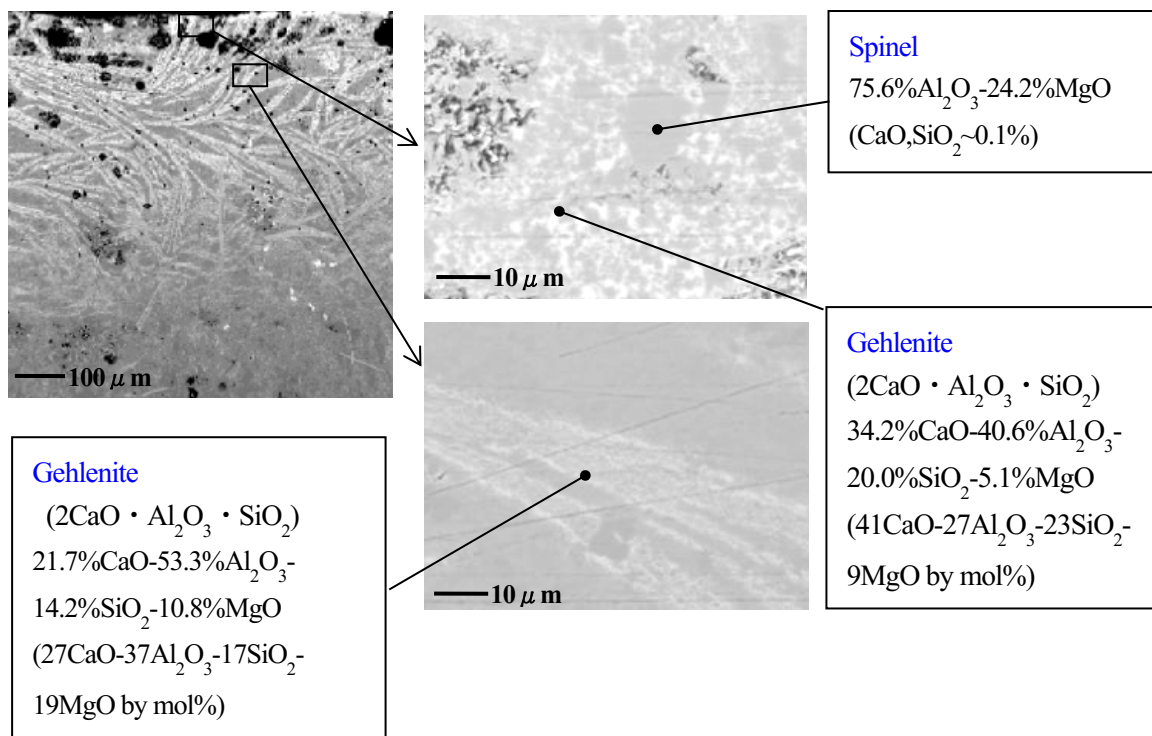 Spinel
75.6%Al₂O₃-24.2%MgO
(CaO,SiO₂~0.1%)
10 μ m
100 μ m
Gehlenite
(2CaO・Al₂O₃・SiO₂)
34.2%CaO-40.6%Al₂O₃-
20.0%SiO₂-5.1%MgO
(41CaO-27Al₂O₃-23SiO₂-
9MgO by mol%)
Gehlenite
(2CaO・Al₂O₃・SiO₂)
21.7%CaO-53.3%Al₂O₃-
14.2%SiO₂-10.8%MgO
(27CaO-37Al₂O₃-17SiO₂-
19MgO by mol%)
10 μ m